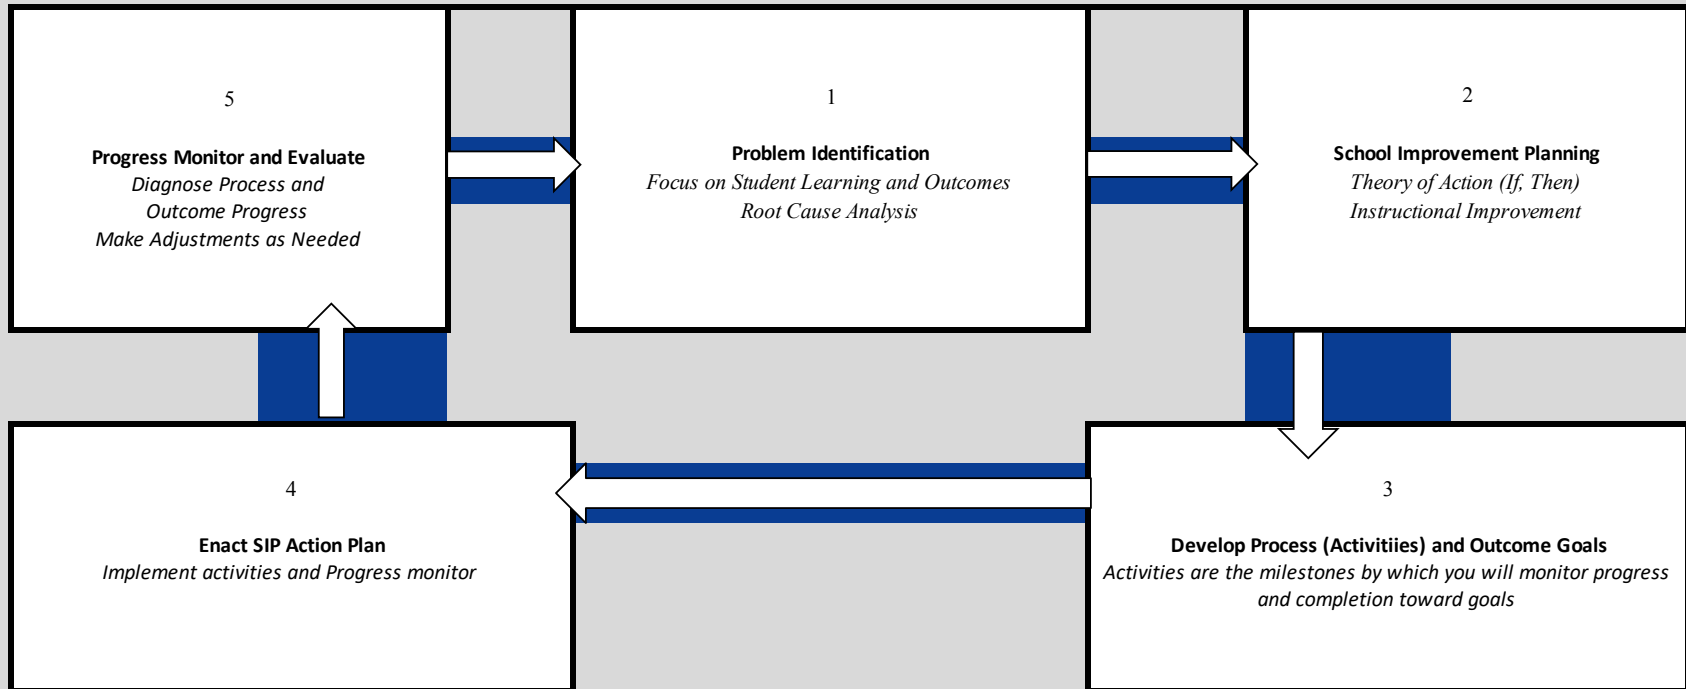 5
Progress Monitor and Evaluate
Diagnose Process and
Outcome Progress
Make Adjustments as Needed
1
Problem Identification
Focus on Student Learning and Outcomes
Root Cause Analysis
2
School Improvement Planning
Theory of Action (If, Then)
Instructional Improvement
4
Enact SIP Action Plan
Implement activities and Progress monitor
3
Develop Process (Activitiies) and Outcome Goals
Activities are the milestones by which you will monitor progress
and completion toward goals